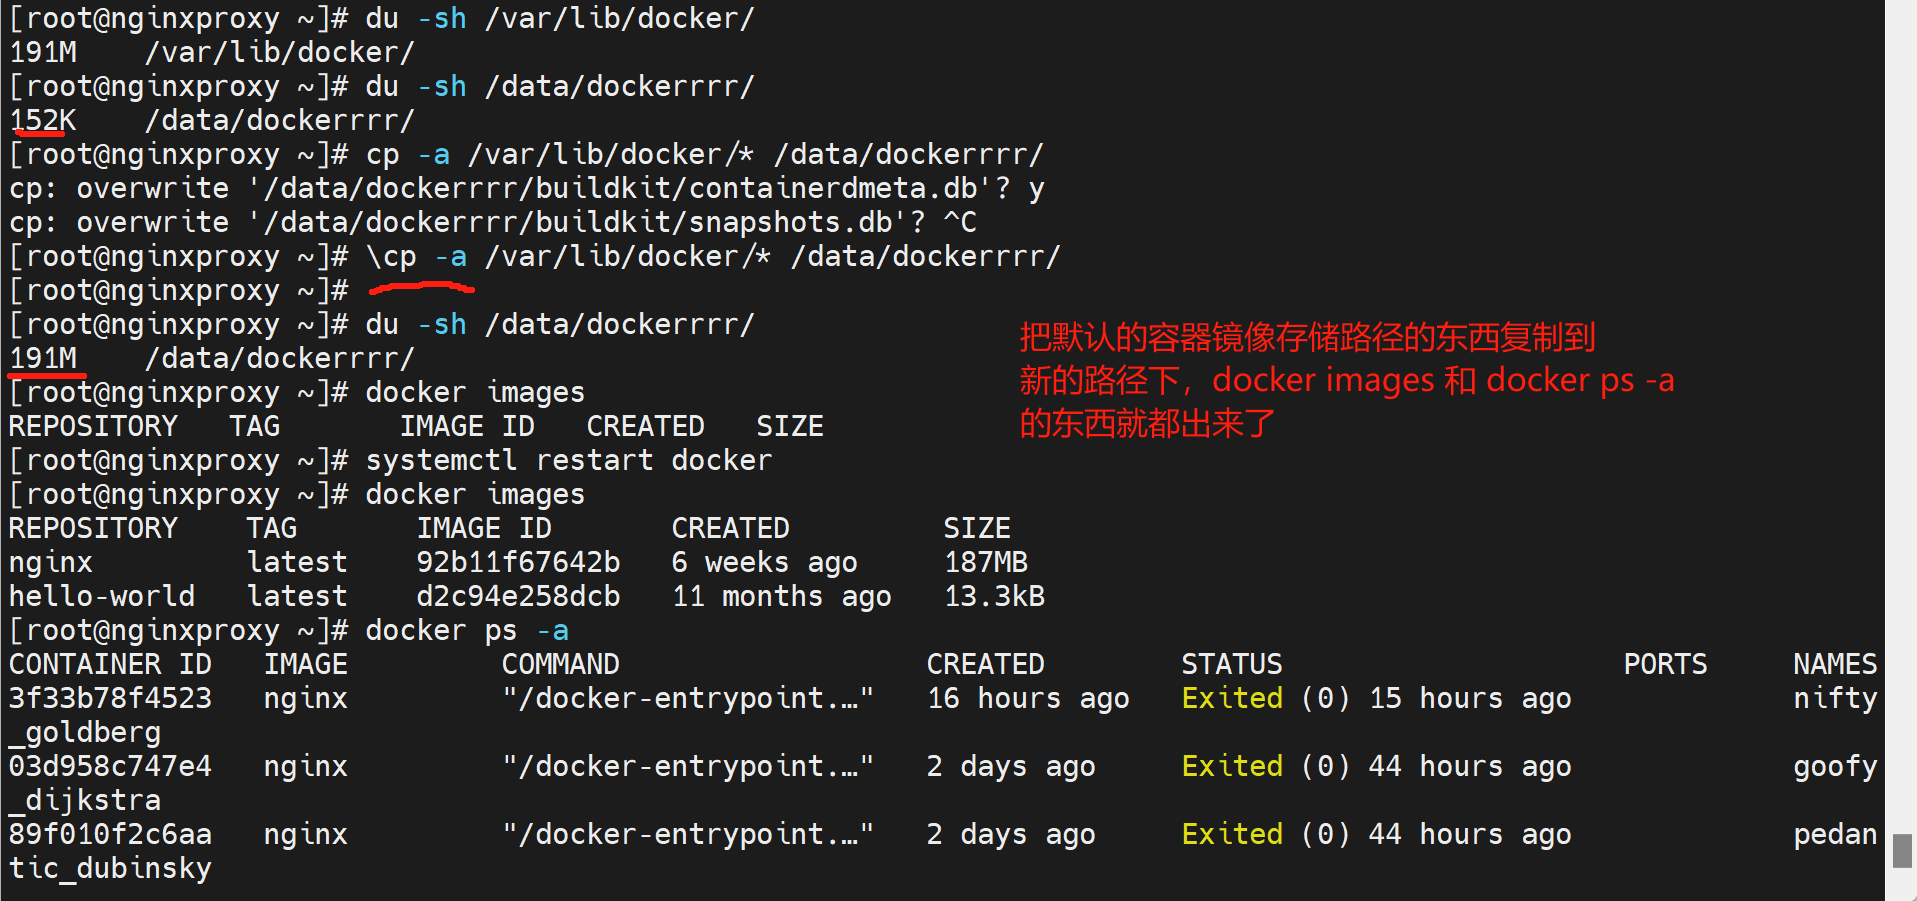 [root@nginxproxy ~]# du -sh /var/lib/docker/
191M    /var/lib/docker/
[root@nginxproxy ~]# du -sh /data/dockerrrr/
152K    /data/dockerrrr/
[root@nginxproxy ~]# cp -a /var/lib/docker/* /data/dockerrrr/
cp: overwrite '/data/dockerrrr/buildkit/containerdmeta.db'? y
cp: overwrite '/data/dockerrrr/buildkit/snapshots.db'? ^C
[root@nginxproxy ~]# \cp -a /var/lib/docker/* /data/dockerrrr/
[root@nginxproxy ~]#
[root@nginxproxy ~]# du -sh /data/dockerrrr/
191M    /data/dockerrrr/
把默认的容器镜像存储路径的东西复制到
新的路径下，docker images 和 docker ps -a
的东西就都出来了
[root@nginxproxy ~]# docker images
REPOSITORY   TAG       IMAGE ID   CREATED   SIZE
[root@nginxproxy ~]# systemctl restart docker
[root@nginxproxy ~]# docker images
REPOSITORY    TAG       IMAGE ID       CREATED         SIZE
nginx         latest    92b11f67642b   6 weeks ago     187MB
hello-world   latest    d2c94e258dcb   11 months ago   13.3kB
[root@nginxproxy ~]# docker ps -a
CONTAINER ID   IMAGE         COMMAND                  CREATED        STATUS                    PORTS     NAMES
3f33b78f4523   nginx         "/docker-entrypoint.…"   16 hours ago   Exited (0) 15 hours ago             nifty
_goldberg
03d958c747e4   nginx         "/docker-entrypoint.…"   2 days ago     Exited (0) 44 hours ago             goofy
_dijkstra
89f010f2c6aa   nginx         "/docker-entrypoint.…"   2 days ago     Exited (0) 44 hours ago             pedan
tic_dubinsky